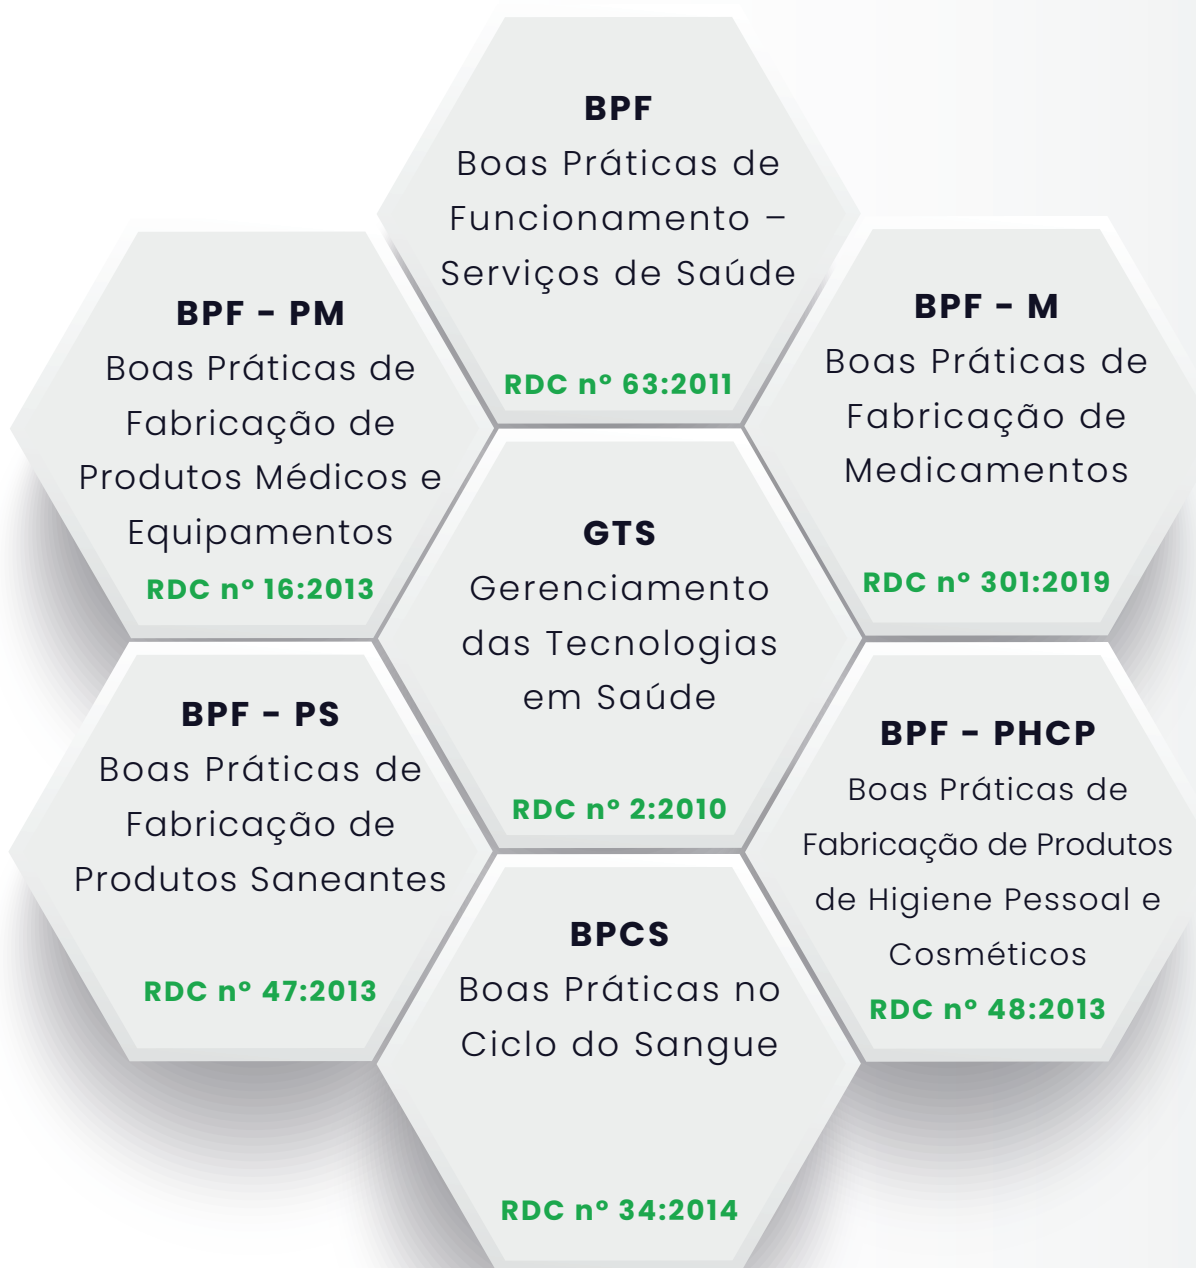 BPF
Boas Práticas de
Funcionamento –
Serviços de Saúde
RDC nº 63:2011
BPF - PM
Boas Práticas de
Fabricação de
Produtos Médicos e
Equipamentos
RDC nº 16:2013
BPF - M
Boas Práticas de
Fabricação de
Medicamentos
RDC nº 301:2019
GTS
Gerenciamento
das Tecnologias
em Saúde
RDC nº 2:2010
BPF - PS
Boas Práticas de
Fabricação de
Produtos Saneantes
RDC nº 47:2013
BPF - PHCP
Boas Práticas de
Fabricação de Produtos
de Higiene Pessoal e
Cosméticos
RDC nº 48:2013
BPCS
Boas Práticas no
Ciclo do Sangue
RDC nº 34:2014